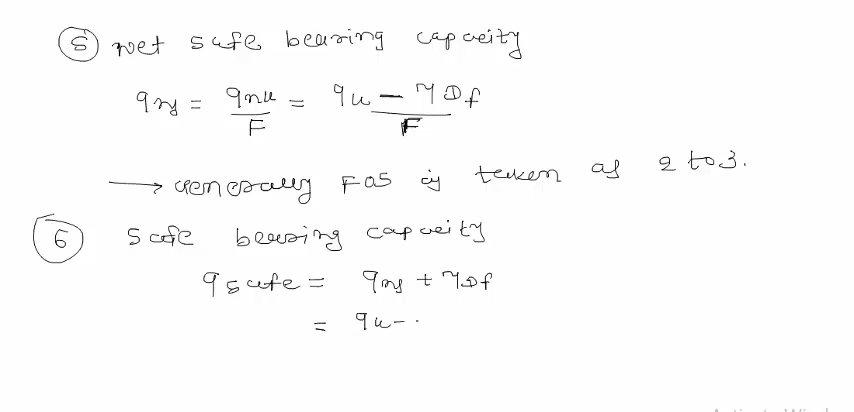 ⑤ net safe bearing capacity
qns = qnu / F = qu - γDf / F
→ Generally FOS is taken as 2 to 3.
⑥ safe bearing capacity
qsafe = qns + γDf
= qu - .